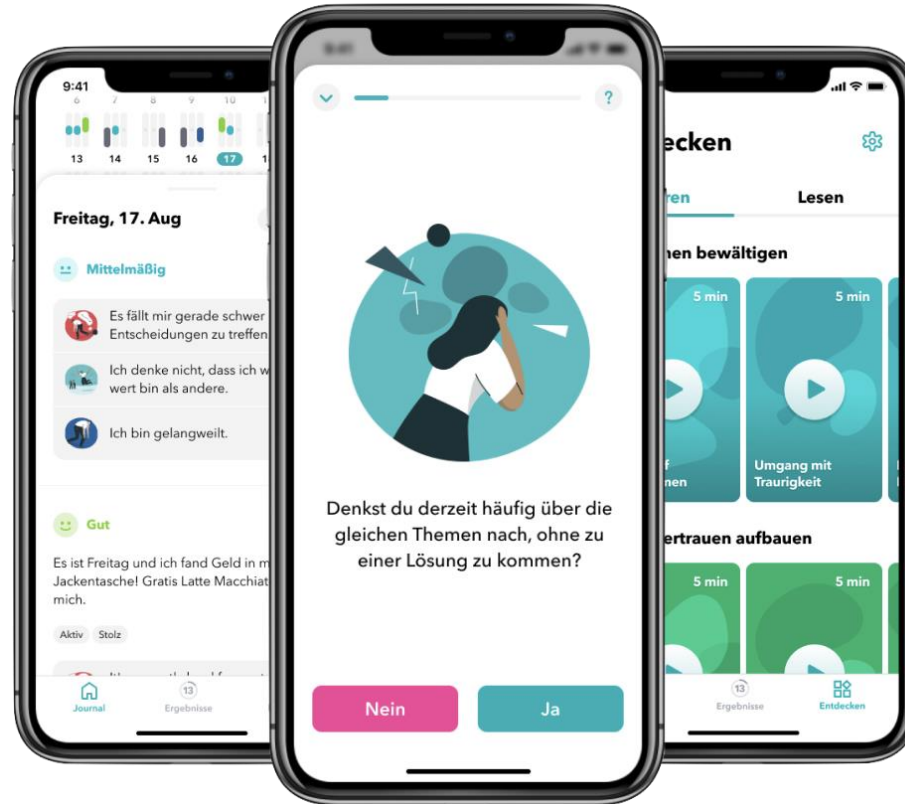 9:41
6 7 8 9 10
13 14 15 16 17
Freitag, 17. Aug
Mittelmäßig
Es fällt mir gerade schwer
Entscheidungen zu treffen
Ich denke nicht, dass ich
wert bin als andere.
Ich bin gelangweilt.
Gut
Es ist Freitag und ich fand Geld in
Jackentasche! Gratis Latte
mich.
Aktiv Stolz
Journal
13
Ergebnisse
9:41
?
Denkst du derzeit häufig über die
gleichen Themen nach, ohne zu
einer Lösung zu kommen?
Nein
Ja
ecken
ren
Lesen
en bewältigen
5 min
5 min
nen
Umgang mit
Traurigkeit
ertrauen aufbauen
5 min
5 min
13
Ergebnisse
Entdecken